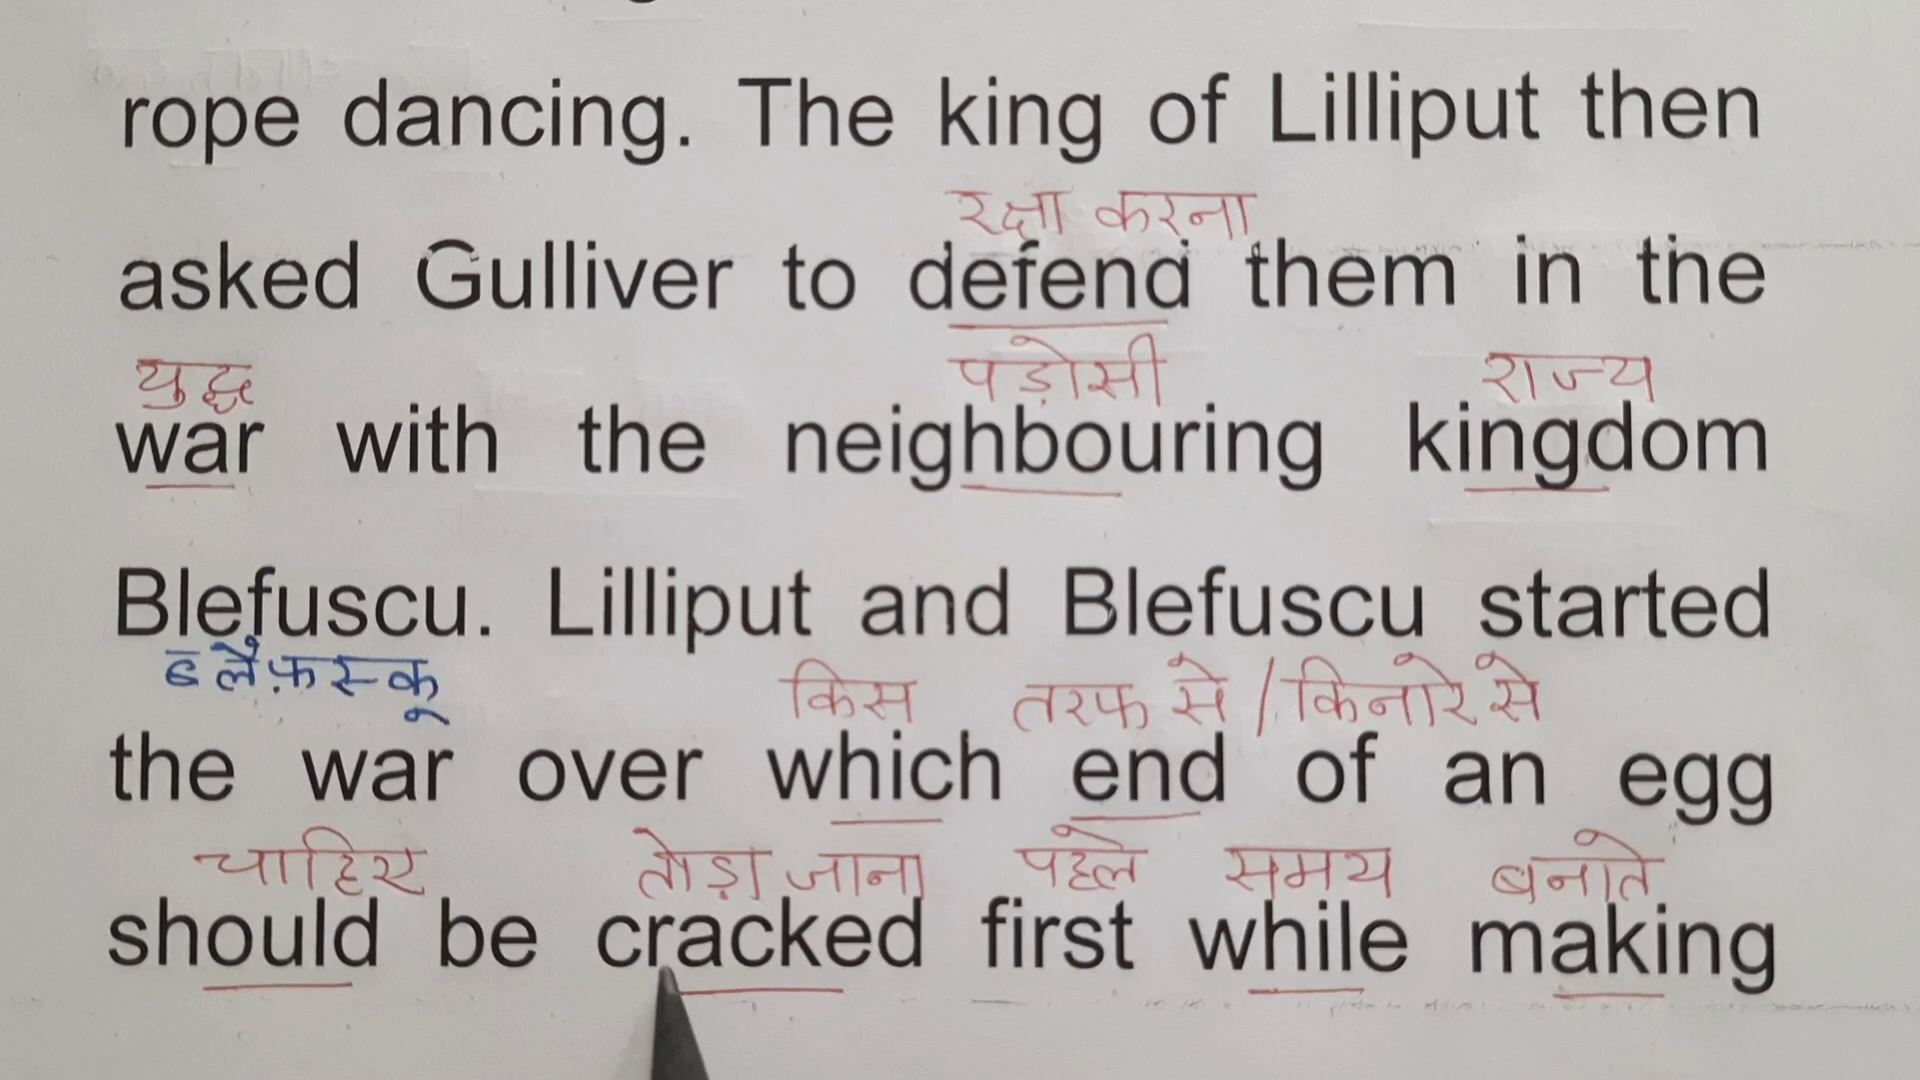 rope dancing. The king of Lilliput then
रक्षा करना
asked Gulliver to defend them in the
युद्ध पड़ोसी राज्य
war with the neighbouring kingdom
Blefuscu. Lilliput and Blefuscu started
ब्लैफ़स्कू किस तरफ से / किनारे से
the war over which end of an egg
चाहिए तोड़ा जाना पहले समय बनाते
should be cracked first while making